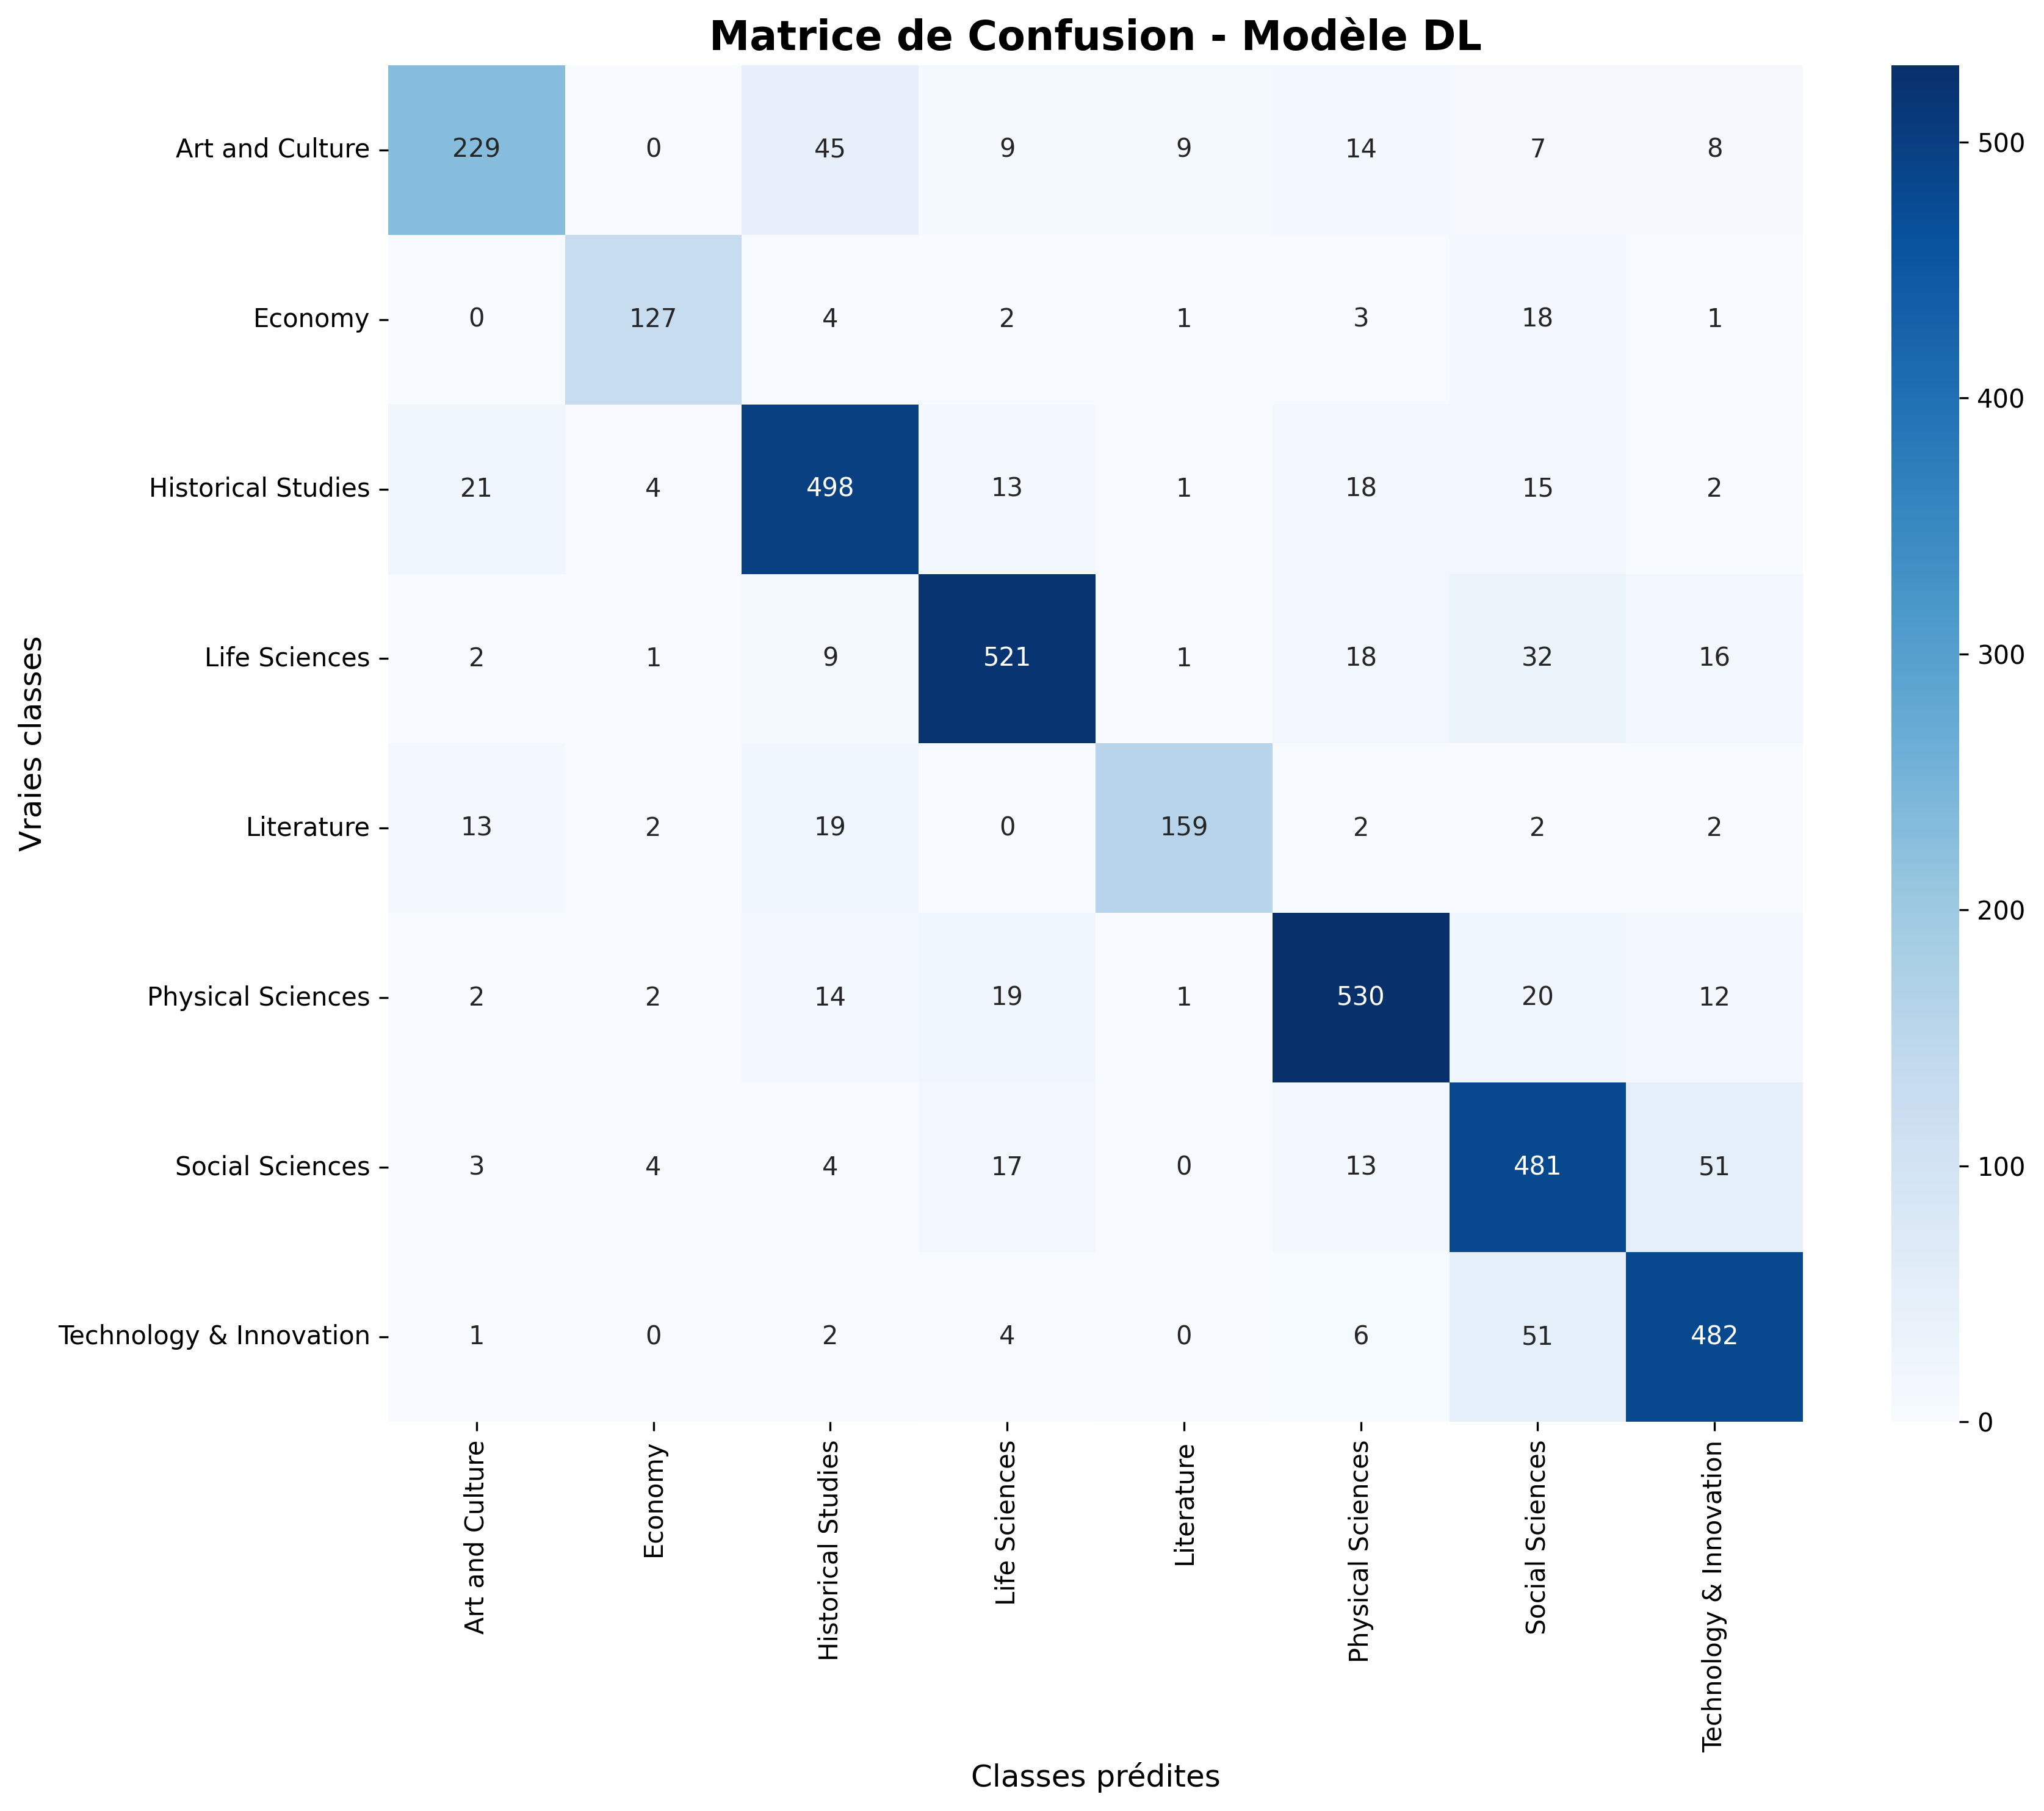 Matrice de Confusion - Modèle DL
Vraies classes
Art and Culture 229 0 45 9 9 14 7 8
Economy 0 127 4 2 1 3 18 1
Historical Studies 21 4 498 13 1 18 15 2
Life Sciences 2 1 9 521 1 18 32 16
Literature 13 2 19 0 159 2 2 2
Physical Sciences 2 2 14 19 1 530 20 12
Social Sciences 3 4 4 17 0 13 481 51
Technology & Innovation 1 0 2 4 0 6 51 482
Art and Culture
Economy
Historical Studies
Life Sciences
Literature
Physical Sciences
Social Sciences
Technology & Innovation
Classes prédites
500
400
300
200
100
0